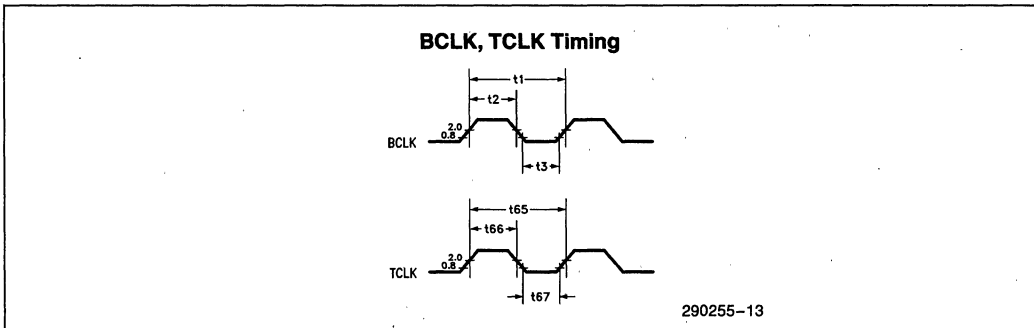 BCLK, TCLK Timing
t1
t2
2.0
0.8
BCLK
t3
t65
t66
2.0
0.8
TCLK
t67
290255-13